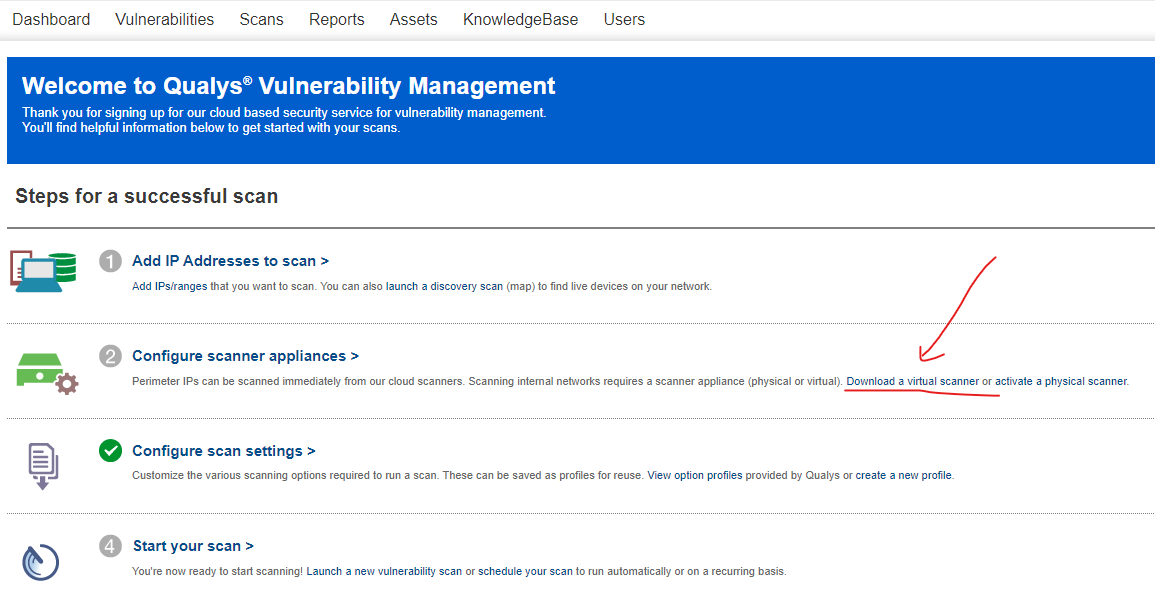 Dashboard Vulnerabilities Scans Reports Assets KnowledgeBase Users
Welcome to Qualys® Vulnerability Management
Thank you for signing up for our cloud based security service for vulnerability management.
You'll find helpful information below to get started with your scans.
Steps for a successful scan
1 Add IP Addresses to scan >
Add IPs/ranges that you want to scan. You can also launch a discovery scan (map) to find live devices on your network.
2 Configure scanner appliances >
Perimeter IPs can be scanned immediately from our cloud scanners. Scanning internal networks requires a scanner appliance (physical or virtual). Download a virtual scanner or activate a physical scanner.
Configure scan settings >
Customize the various scanning options required to run a scan. These can be saved as profiles for reuse. View option profiles provided by Qualys or create a new profile.
4 Start your scan >
You're now ready to start scanning! Launch a new vulnerability scan or schedule your scan to run automatically or on a recurring basis.